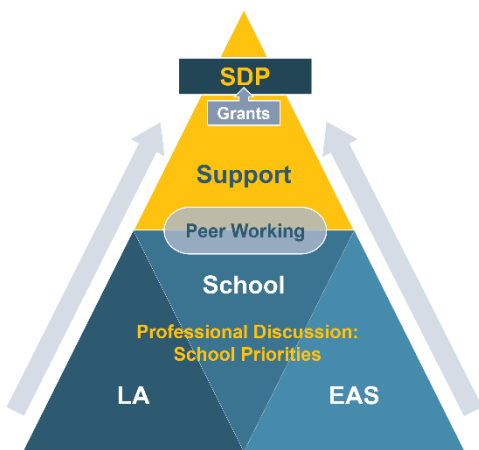 SDP
Grants
Support
Peer Working
School
Professional Discussion:
School Priorities
LA
EAS